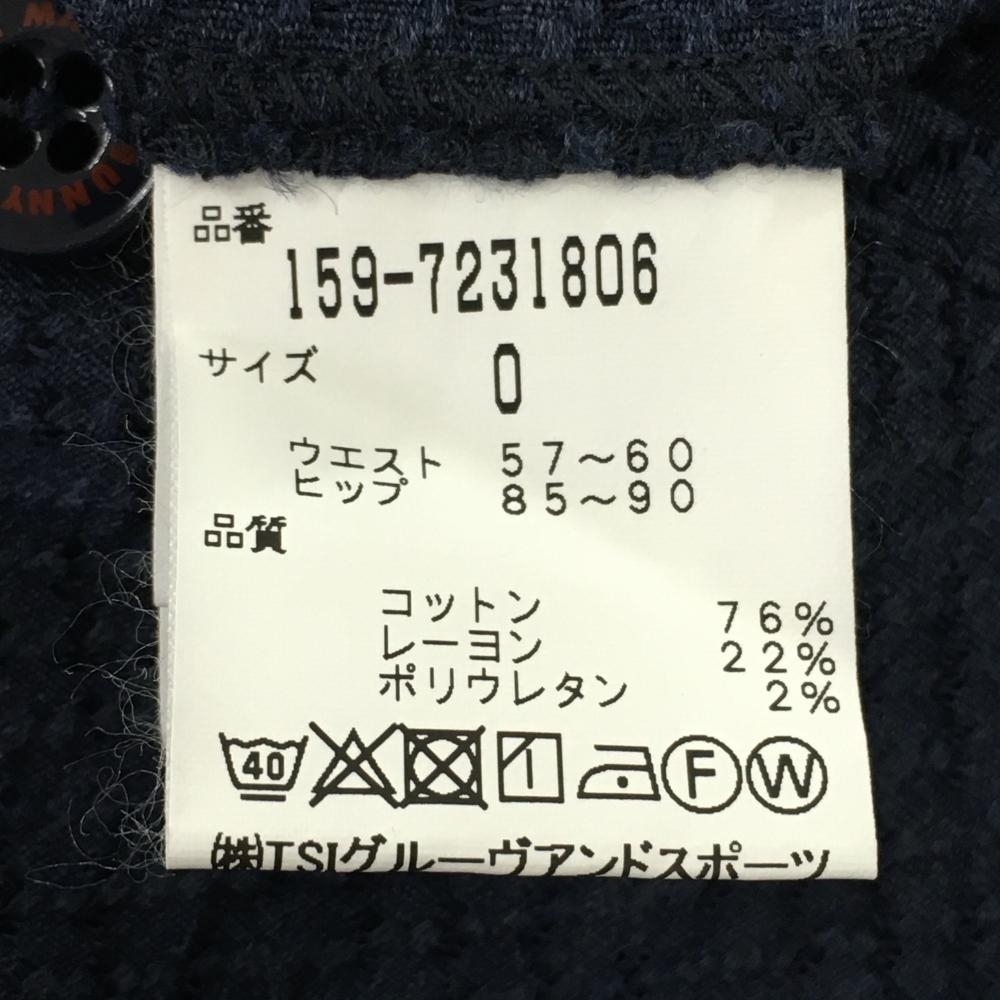 MA
UNNY
品番
159-7231806
サイズ 0
ウエスト 57〜60
ヒップ 85〜90
品質
コットン 76%
レーヨン 22%
ポリウレタン 2%
40 F W
(株)TSIグルーヴアンドスポーツ